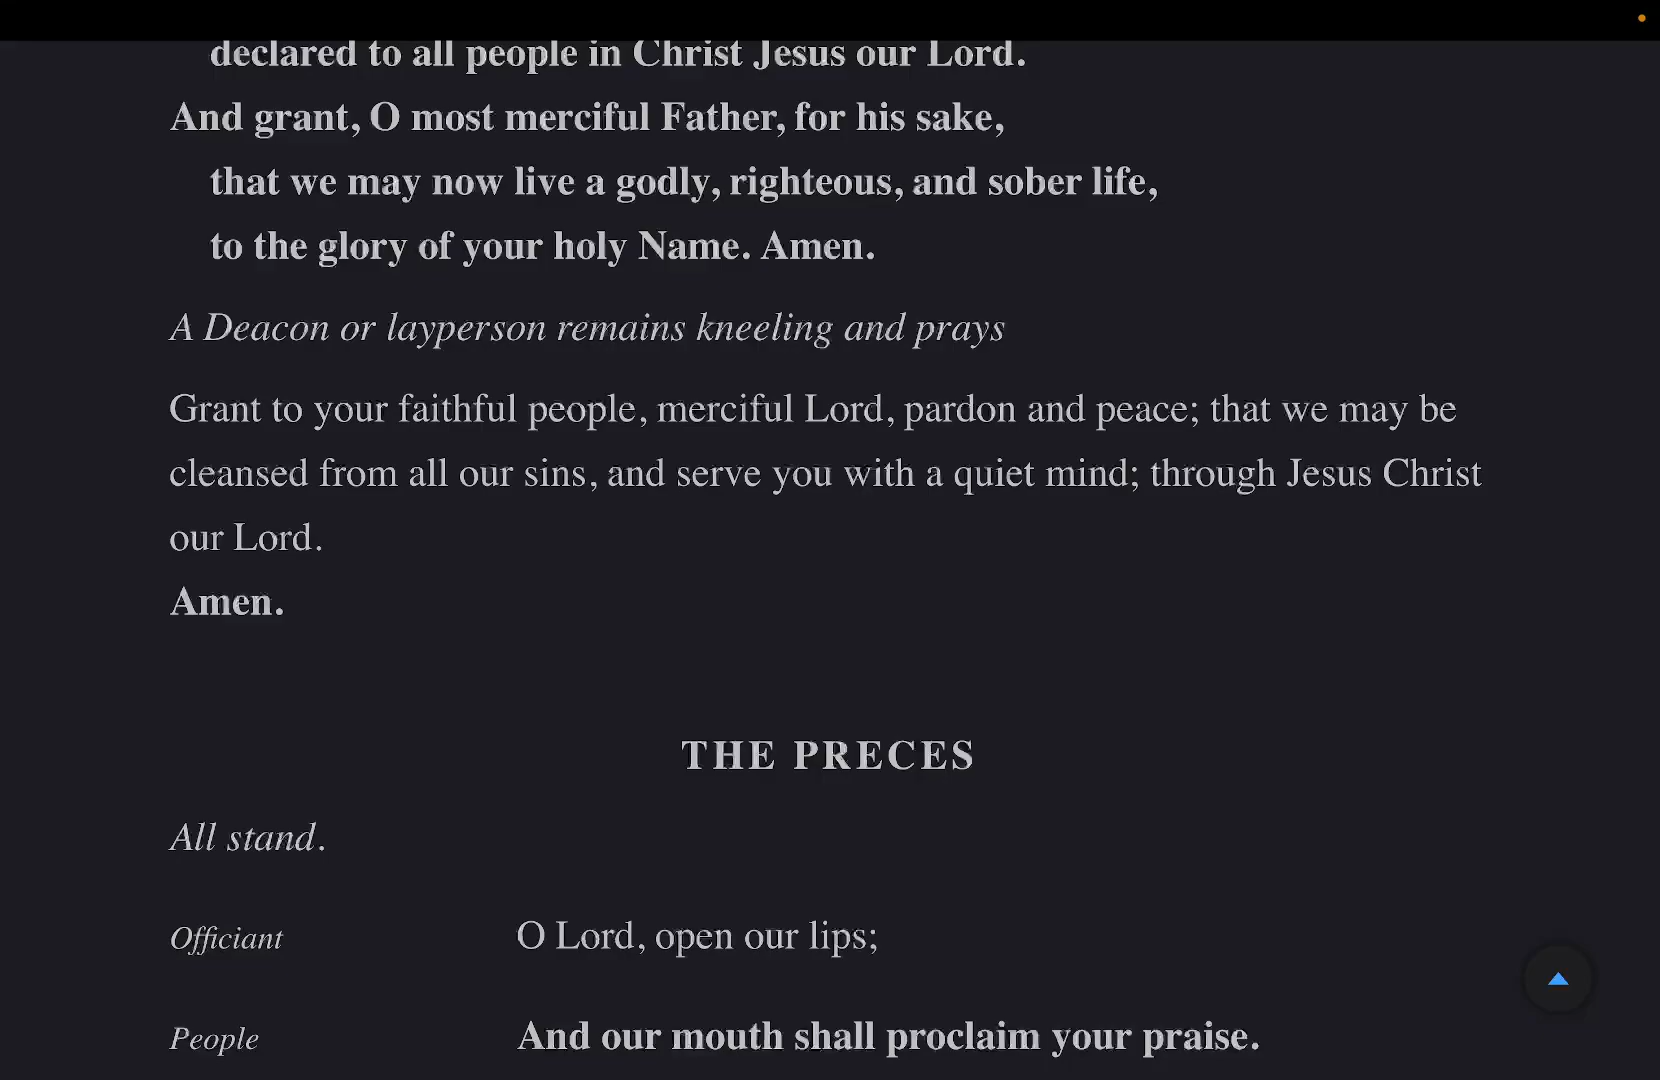 declared to all people in Christ Jesus our Lord.
And grant, O most merciful Father, for his sake,
that we may now live a godly, righteous, and sober life,
to the glory of your holy Name. Amen.
A Deacon or layperson remains kneeling and prays
Grant to your faithful people, merciful Lord, pardon and peace; that we may be
cleansed from all our sins, and serve you with a quiet mind; through Jesus Christ
our Lord.
Amen.
THE PRECES
All stand.
Officiant O Lord, open our lips;
People And our mouth shall proclaim your praise.